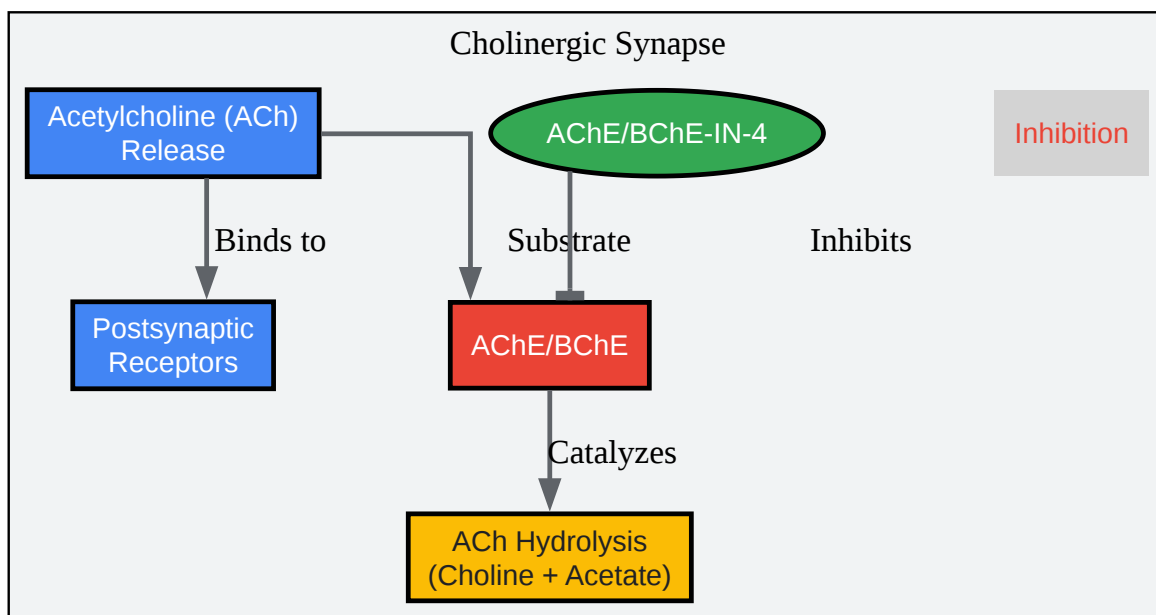 Cholinergic Synapse
Acetylcholine (ACh)
Release
AChE/BChE-IN-4
Inhibition
Binds to
Substrate
Inhibits
Postsynaptic
Receptors
AChE/BChE
Catalyzes
ACh Hydrolysis
(Choline + Acetate)